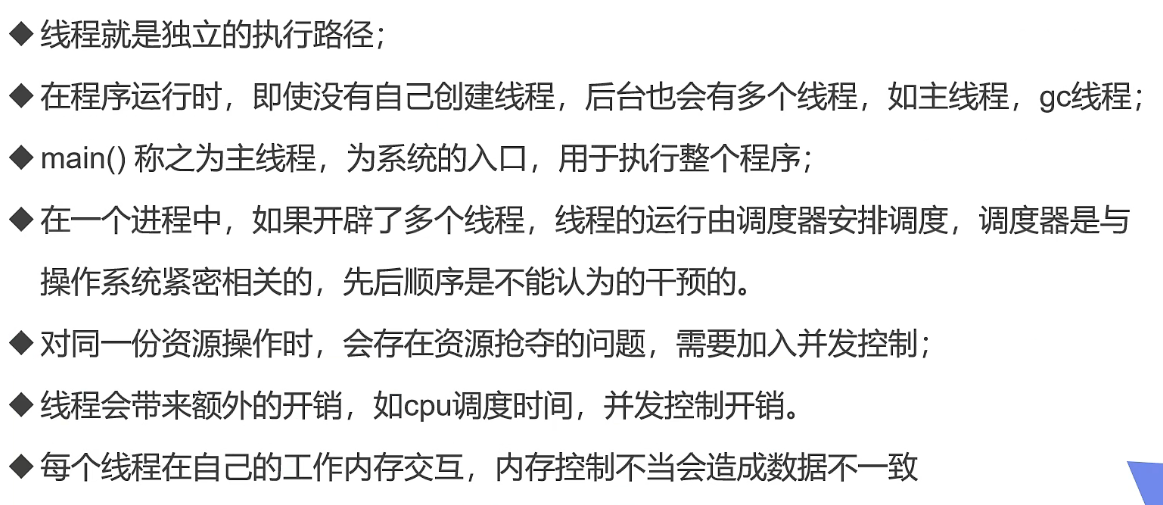 ◆线程就是独立的执行路径；
◆在程序运行时，即使没有自己创建线程，后台也会有多个线程，如主线程，gc线程；
◆main() 称之为主线程，为系统的入口，用于执行整个程序；
◆在一个进程中，如果开辟了多个线程，线程的运行由调度器安排调度，调度器是与
操作系统紧密相关的，先后顺序是不能认为的干预的。
◆对同一份资源操作时，会存在资源抢夺的问题，需要加入并发控制；
◆线程会带来额外的开销，如cpu调度时间，并发控制开销。
◆每个线程在自己的工作内存交互，内存控制不当会造成数据不一致